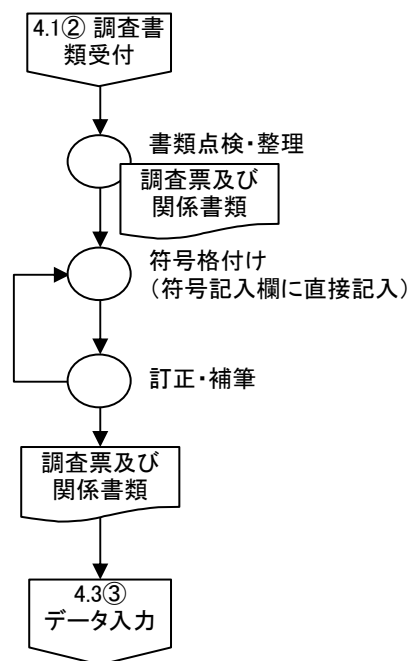 4.1② 調査書
類受付
書類点検・整理
調査票及び
関係書類
符号格付け
(符号記入欄に直接記入)
訂正・補筆
調査票及び
関係書類
4.3③
データ入力